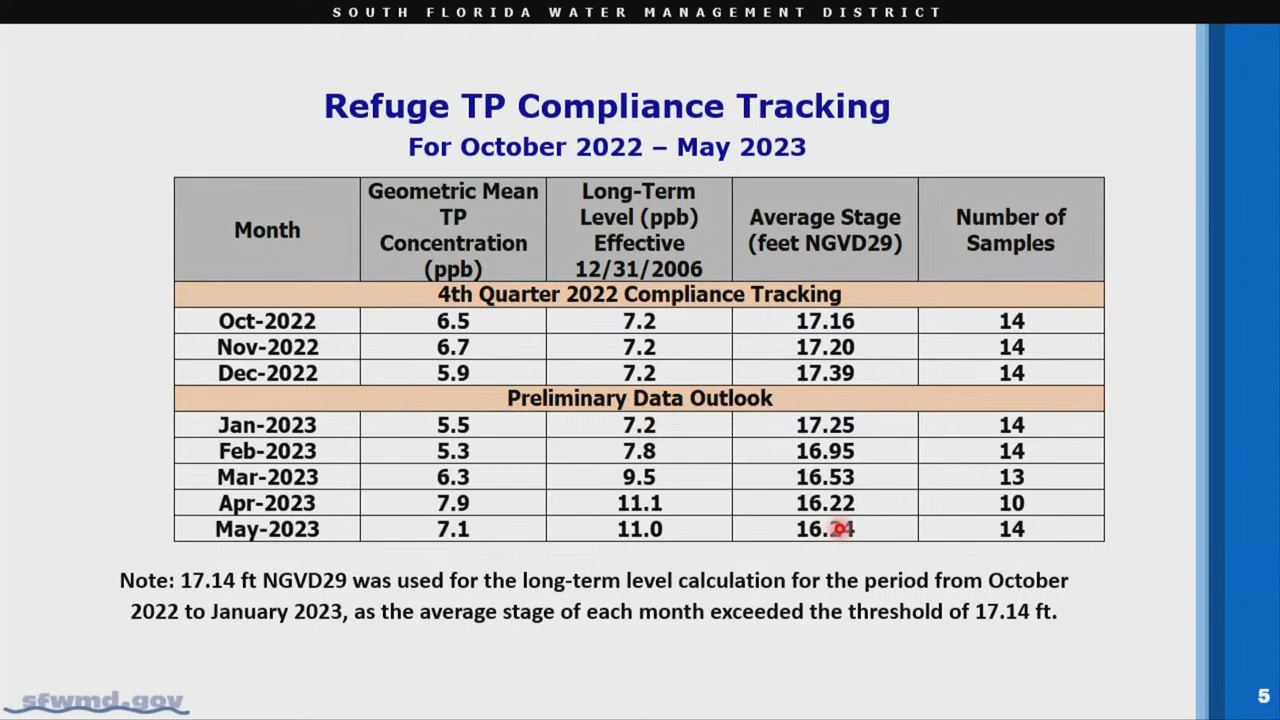 SOUTH FLORIDA WATER MANAGEMENT DISTRICT
Refuge TP Compliance Tracking
For October 2022 – May 2023
Month
Geometric Mean
TP
Concentration
(ppb)
Long-Term
Level (ppb)
Effective
12/31/2006
Average Stage
(feet NGVD29)
Number of
Samples
4th Quarter 2022 Compliance Tracking
Oct-2022 6.5 7.2 17.16 14
Nov-2022 6.7 7.2 17.20 14
Dec-2022 5.9 7.2 17.39 14
Preliminary Data Outlook
Jan-2023 5.5 7.2 17.25 14
Feb-2023 5.3 7.8 16.95 14
Mar-2023 6.3 9.5 16.53 13
Apr-2023 7.9 11.1 16.22 10
May-2023 7.1 11.0 16.24 14
Note: 17.14 ft NGVD29 was used for the long-term level calculation for the period from October
2022 to January 2023, as the average stage of each month exceeded the threshold of 17.14 ft.
sfwmd.gov
5